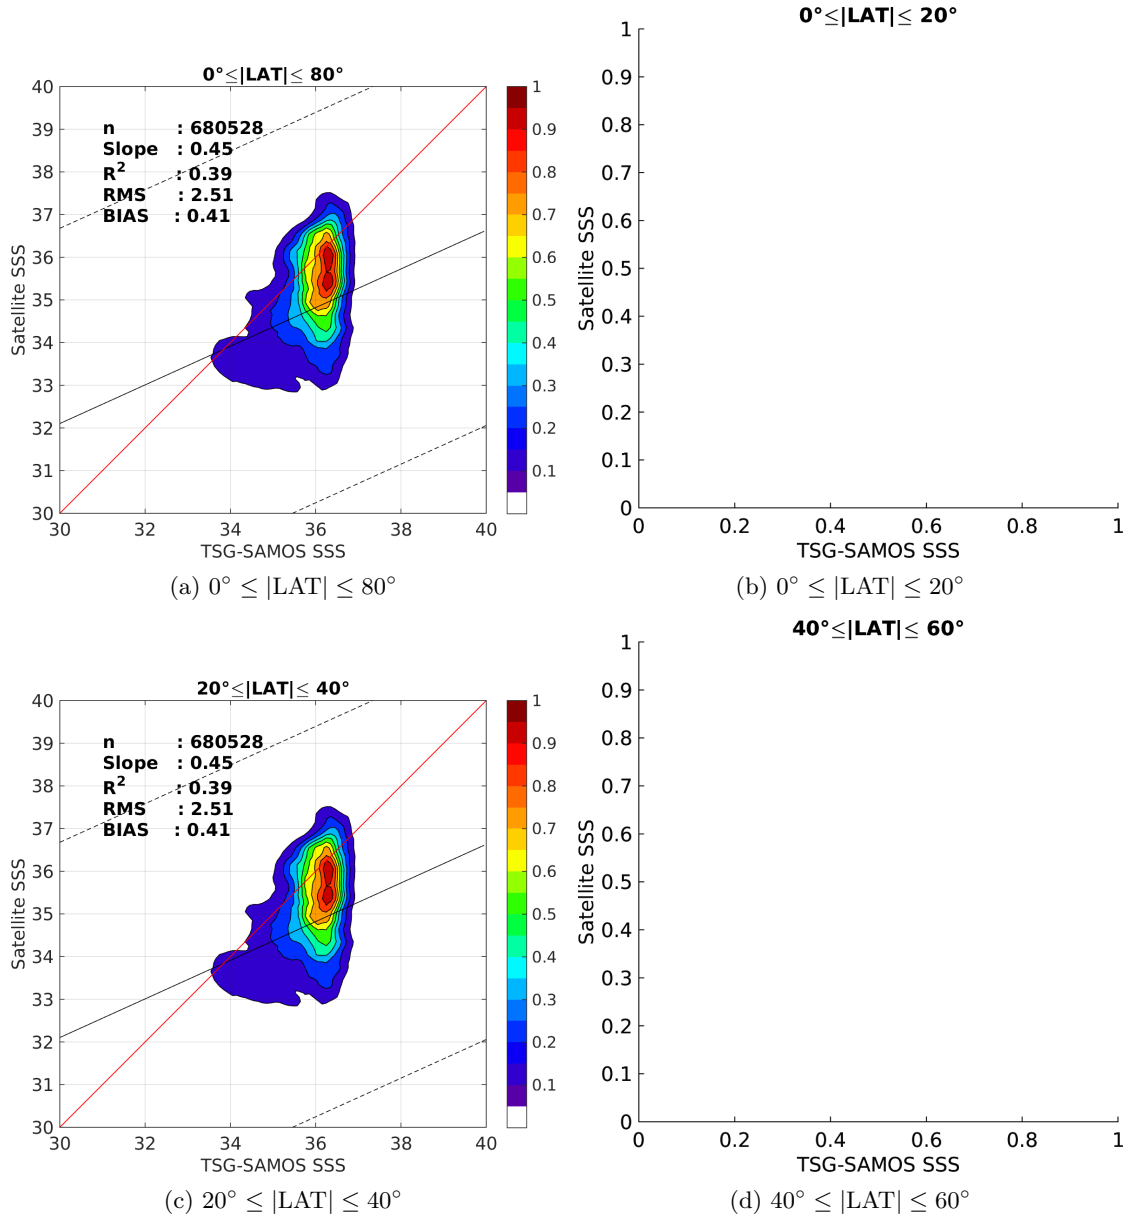 0°≤|LAT|≤ 80°
40
39
38
37
36
35
34
33
32
31
30
Satellite SSS
n : 680528
Slope : 0.45
R² : 0.39
RMS : 2.51
BIAS : 0.41
30 32 34 36 38 40
TSG-SAMOS SSS
1
0.9
0.8
0.7
0.6
0.5
0.4
0.3
0.2
0.1
(a) 0° ≤ |LAT| ≤ 80°
0°≤|LAT|≤ 20°
1
0.9
0.8
0.7
0.6
0.5
0.4
0.3
0.2
0.1
0
Satellite SSS
0 0.2 0.4 0.6 0.8 1
TSG-SAMOS SSS
(b) 0° ≤ |LAT| ≤ 20°
20°≤|LAT|≤ 40°
40
39
38
37
36
35
34
33
32
31
30
Satellite SSS
n : 680528
Slope : 0.45
R² : 0.39
RMS : 2.51
BIAS : 0.41
30 32 34 36 38 40
TSG-SAMOS SSS
1
0.9
0.8
0.7
0.6
0.5
0.4
0.3
0.2
0.1
(c) 20° ≤ |LAT| ≤ 40°
40°≤|LAT|≤ 60°
1
0.9
0.8
0.7
0.6
0.5
0.4
0.3
0.2
0.1
0
Satellite SSS
0 0.2 0.4 0.6 0.8 1
TSG-SAMOS SSS
(d) 40° ≤ |LAT| ≤ 60°